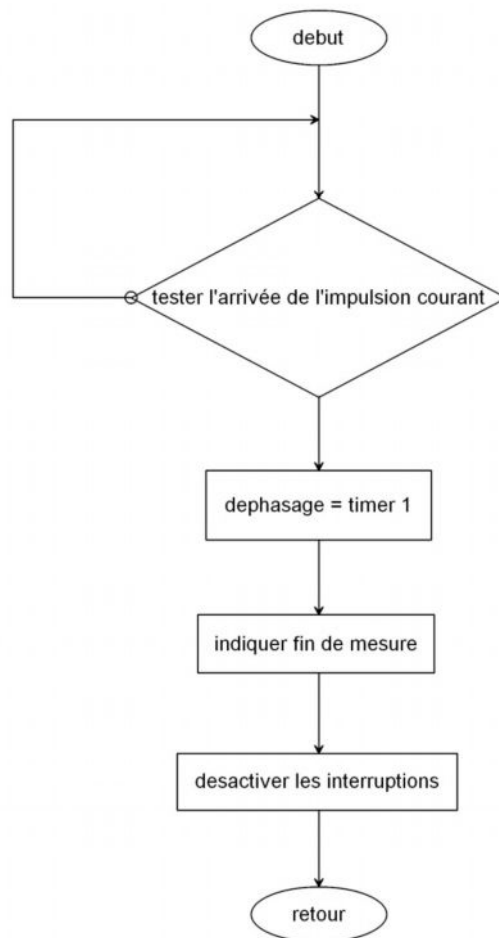 debut
tester l'arrivée de l'impulsion courant
dephasage = timer 1
indiquer fin de mesure
desactiver les interruptions
retour